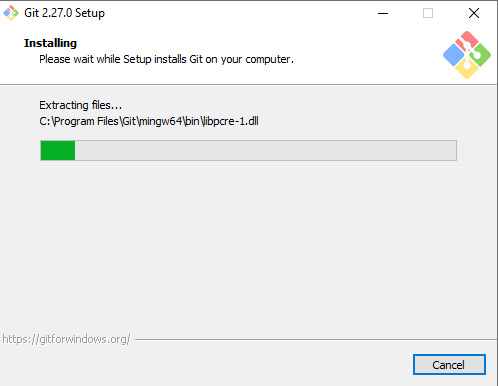 Git 2.27.0 Setup
Installing
Please wait while Setup installs Git on your computer.
Extracting files...
C:\Program Files\Git\mingw64\bin\libpcre-1.dll
https://gitforwindows.org/
Cancel